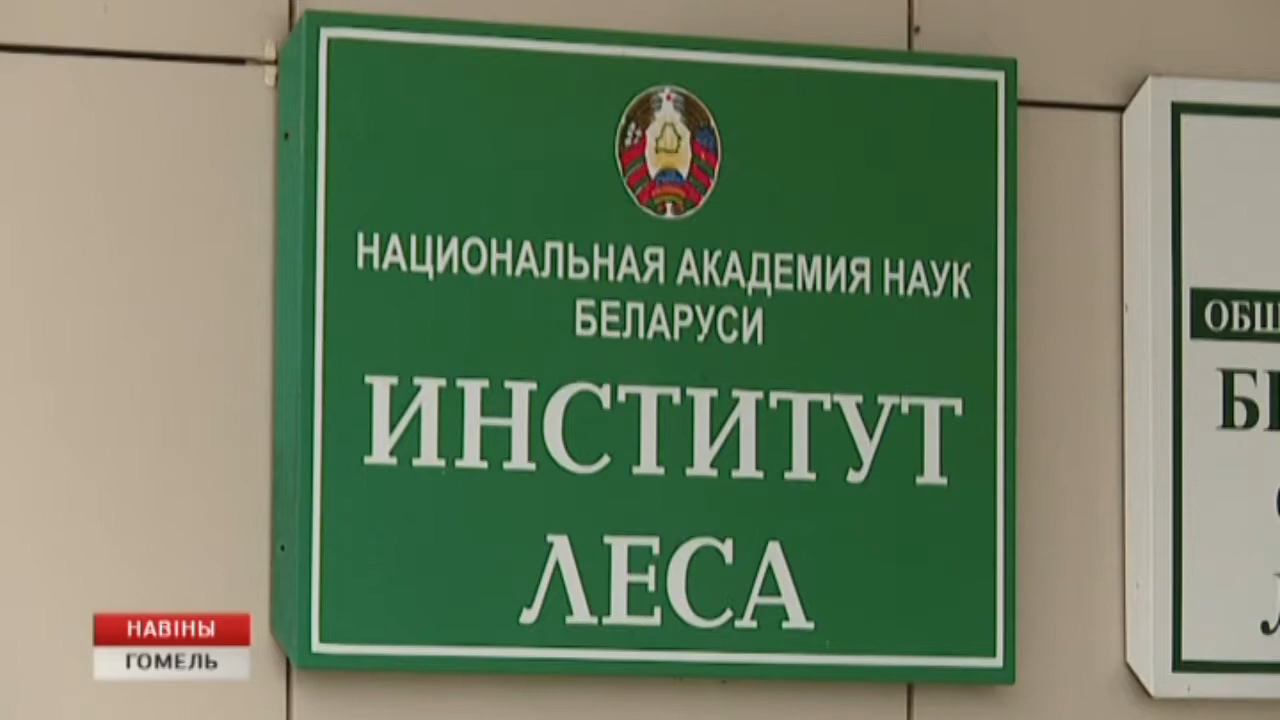 НАЦИОНАЛЬНАЯ АКАДЕМИЯ НАУК
БЕЛАРУСИ
ИНСТИТУТ
ЛЕСА
НАВІНЫ
ГОМЕЛЬ